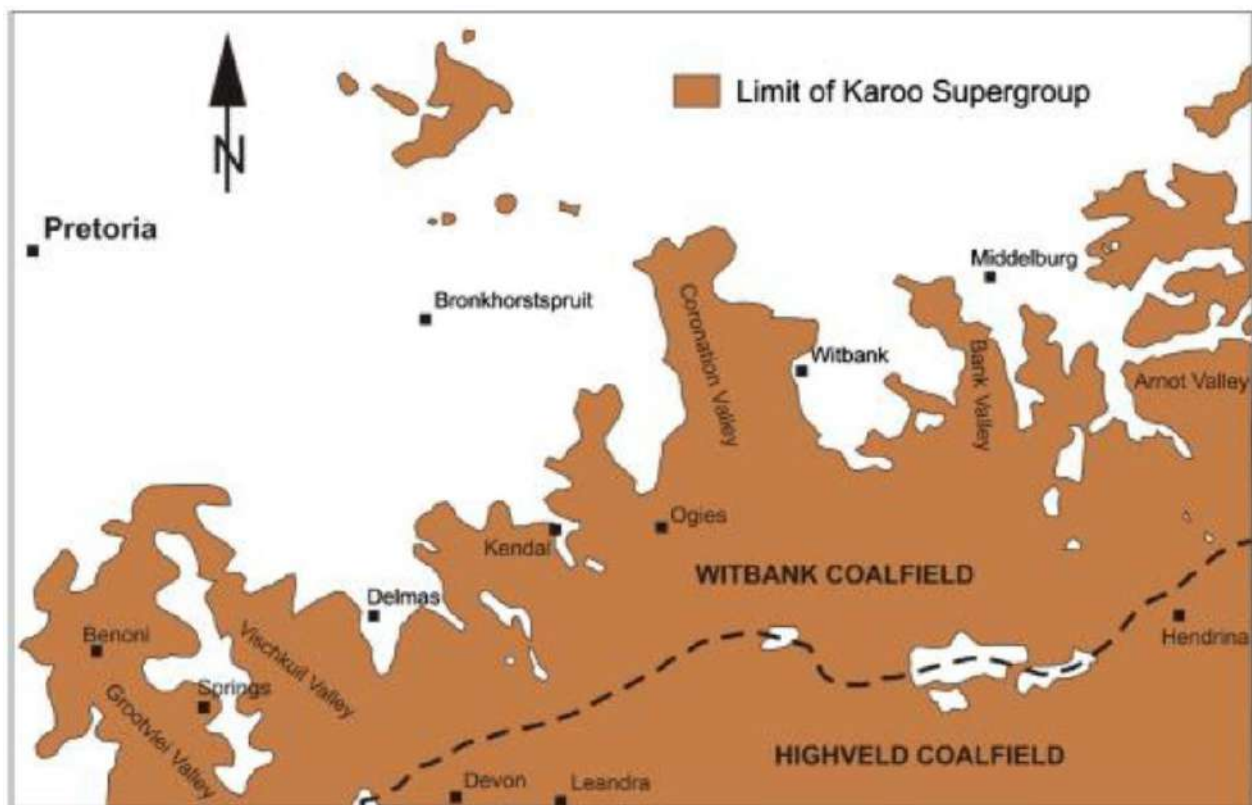 N
Limit of Karoo Supergroup
Pretoria
Middelburg
Bronkhorstspruit
Coronation Valley
Witbank
Bank Valley
Arnot Valley
Ogies
Kendal
WITBANK COALFIELD
Delmas
Hendrina
Benoni
Vischkuil Valley
Springs
Grootvlei Valley
HIGHVELD COALFIELD
Devon
Leandra